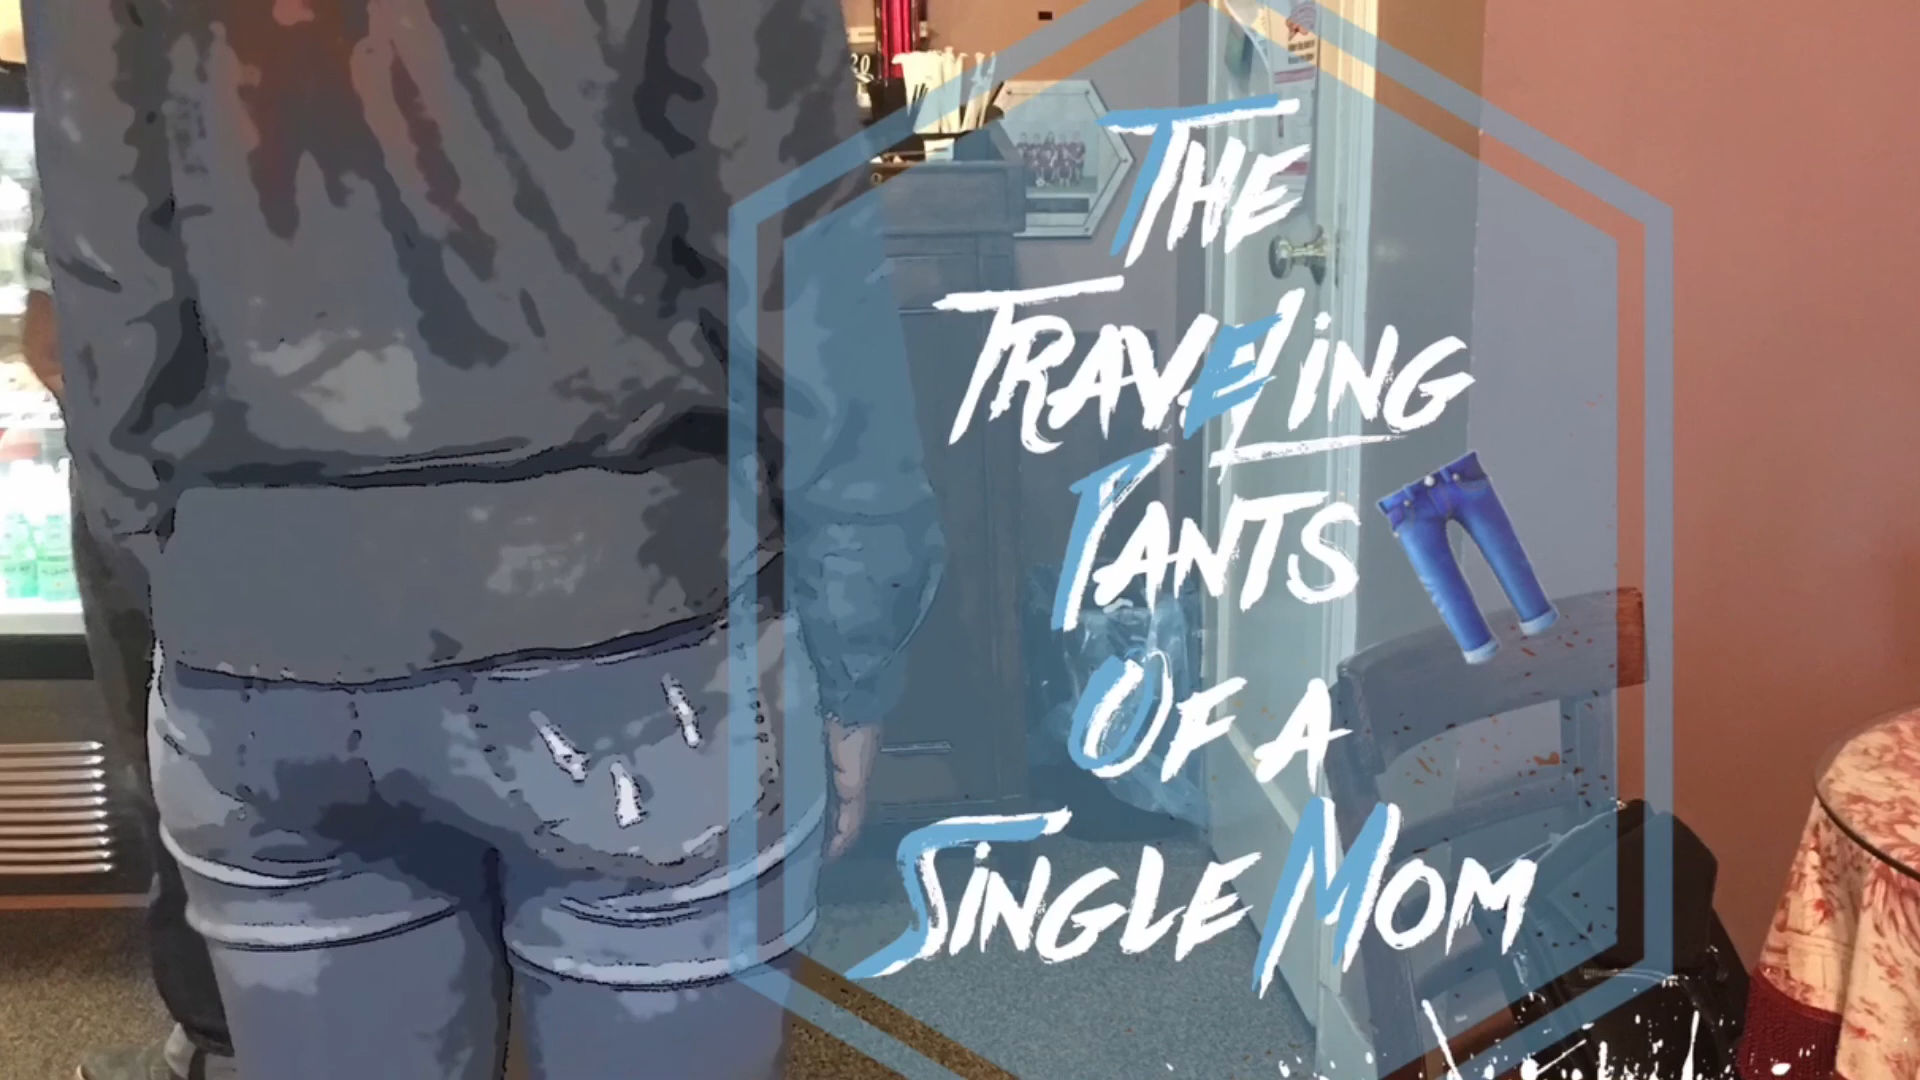 The
Traveling
Pants
Of a
Single Mom